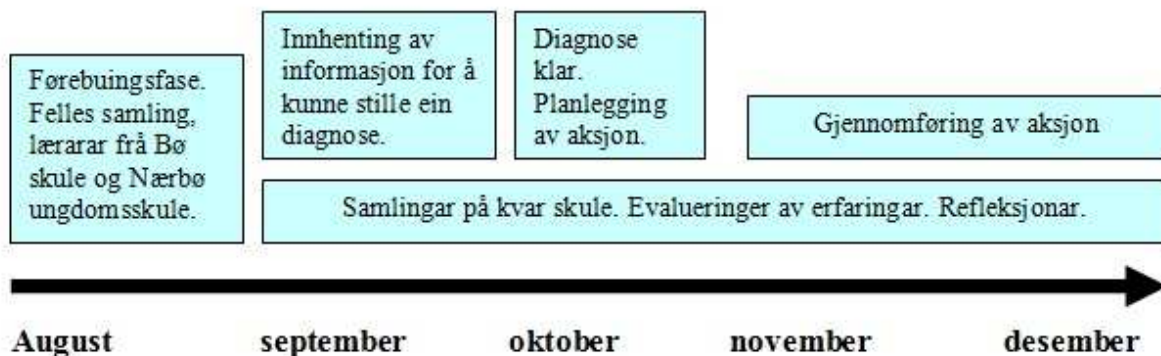 Førebuingsfase.
Felles samling,
lærarar frå Bø
skule og Nærbø
ungdomsskule.
Innhenting av
informasjon for å
kunne stille ein
diagnose.
Diagnose
klar.
Planlegging
av aksjon.
Gjennomføring av aksjon
Samlingar på kvar skule. Evalueringer av erfaringar. Refleksjonar.
August september oktober november desember